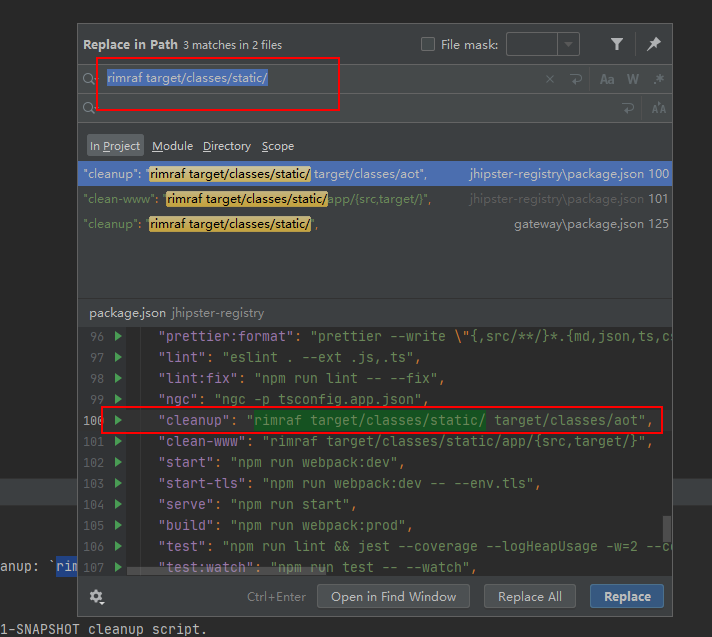 Replace in Path 3 matches in 2 files
File mask:
rimraf target/classes/static/
Aa W .*
In Project Module Directory Scope
"cleanup": "rimraf target/classes/static/ target/classes/aot", jhipster-registry\package.json 100
"clean-www": "rimraf target/classes/static/app/{src,target/}", jhipster-registry\package.json 101
"cleanup": "rimraf target/classes/static/", gateway\package.json 125
package.json jhipster-registry
96 "prettier:format": "prettier --write \"{,src/**/}*.{md,json,ts,cs
97 "lint": "eslint . --ext .js,.ts",
98 "lint:fix": "npm run lint -- --fix",
99 "ngc": "ngc -p tsconfig.app.json",
100 "cleanup": "rimraf target/classes/static/ target/classes/aot",
101 "clean-www": "rimraf target/classes/static/app/{src,target/}",
102 "start": "npm run webpack:dev",
103 "start-tls": "npm run webpack:dev -- --env.tls",
104 "serve": "npm run start",
105 "build": "npm run webpack:prod",
106 "test": "npm run lint && jest --coverage --logHeapUsage -w=2 --co
anup: `rim
107 "test:watch": "npm run test -- --watch",
Ctrl+Enter Open in Find Window Replace All Replace
1-SNAPSHOT cleanup script.